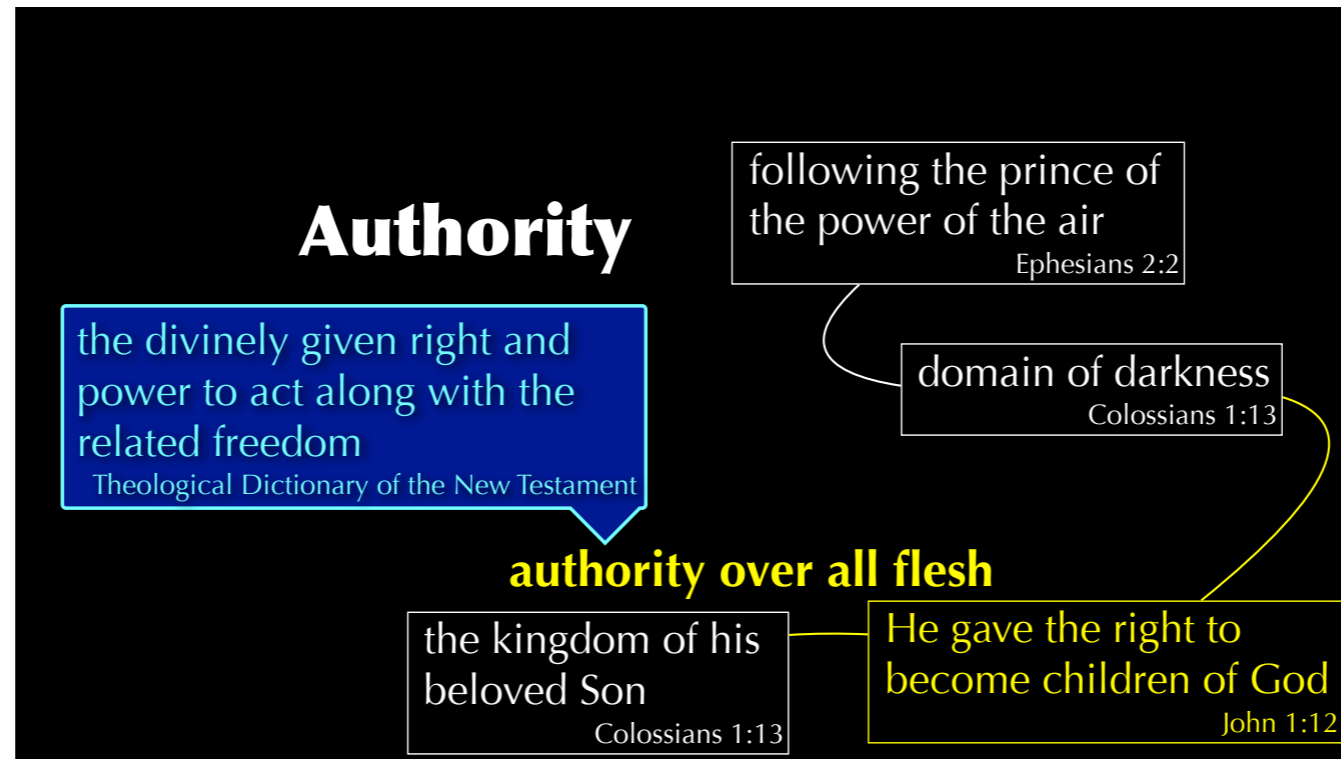 Authority
the divinely given right and
power to act along with the
related freedom
Theological Dictionary of the New Testament
following the prince of
the power of the air
Ephesians 2:2
domain of darkness
Colossians 1:13
authority over all flesh
the kingdom of his
beloved Son
Colossians 1:13
He gave the right to
become children of God
John 1:12